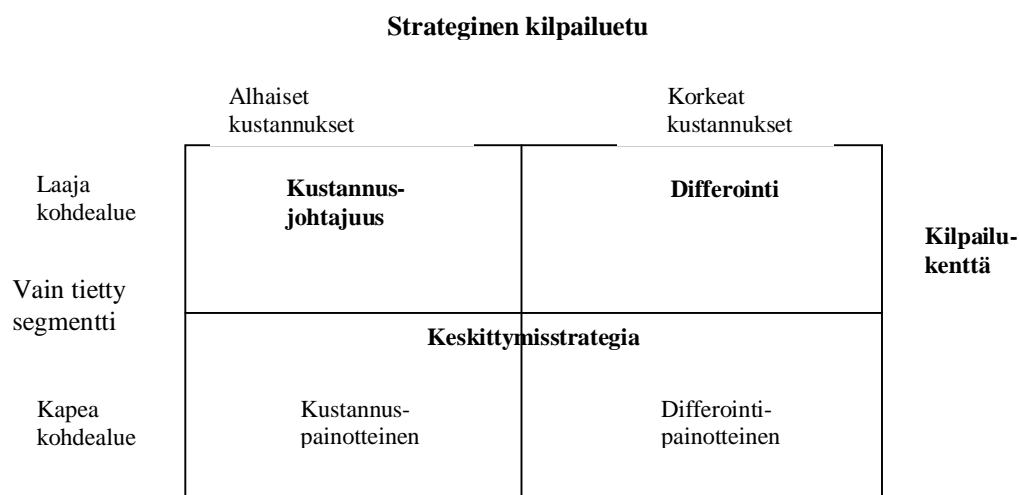 Strateginen kilpailuetu
Alhaiset
kustannukset
Korkeat
kustannukset
Laaja
kohdealue
Kustannus-
johtajuus
Differointi
Kilpailu-
kenttä
Vain tietty
segmentti
Keskittymisstrategia
Kapea
kohdealue
Kustannus-
painotteinen
Differointi-
painotteinen